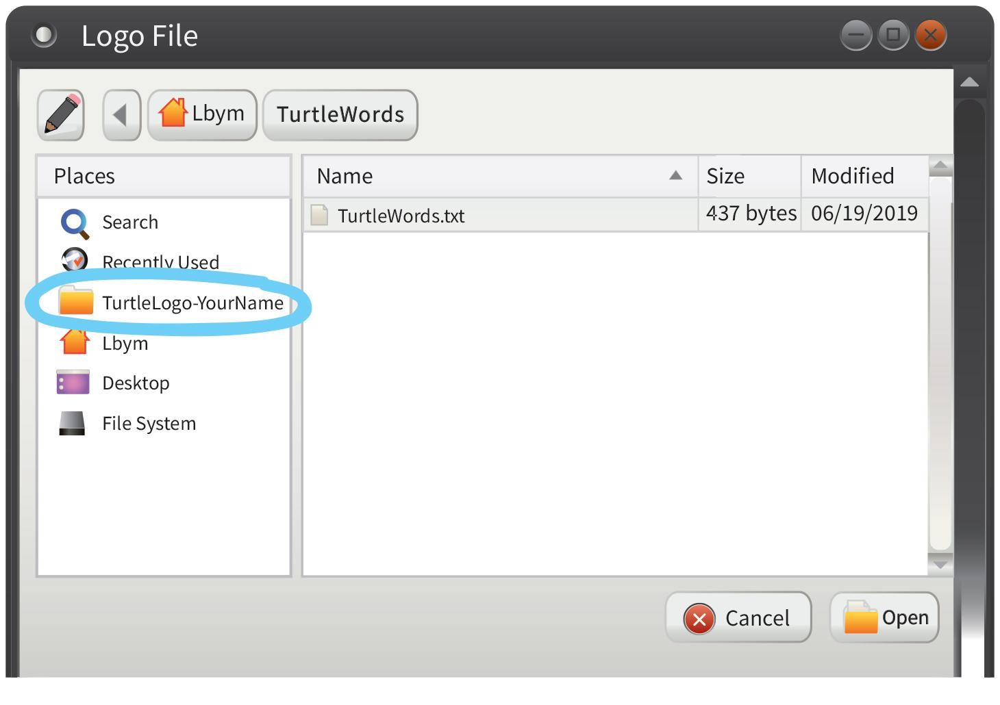 Logo File
Lbym
TurtleWords
Places
Search
Recently Used
TurtleLogo-YourName
Lbym
Desktop
File System
Name Size Modified
TurtleWords.txt 437 bytes 06/19/2019
Cancel
Open